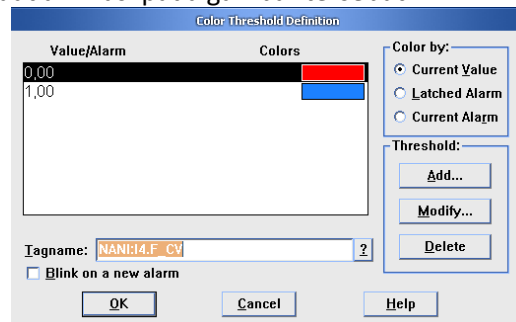 Color Threshold Definition
Value/Alarm Colors
0,00
1,00
Color by:
Current Value
Latched Alarm
Current Alarm
Threshold:
Add...
Modify...
Delete
Tagname: NANI:I4.F_CV ?
Blink on a new alarm
OK Cancel Help